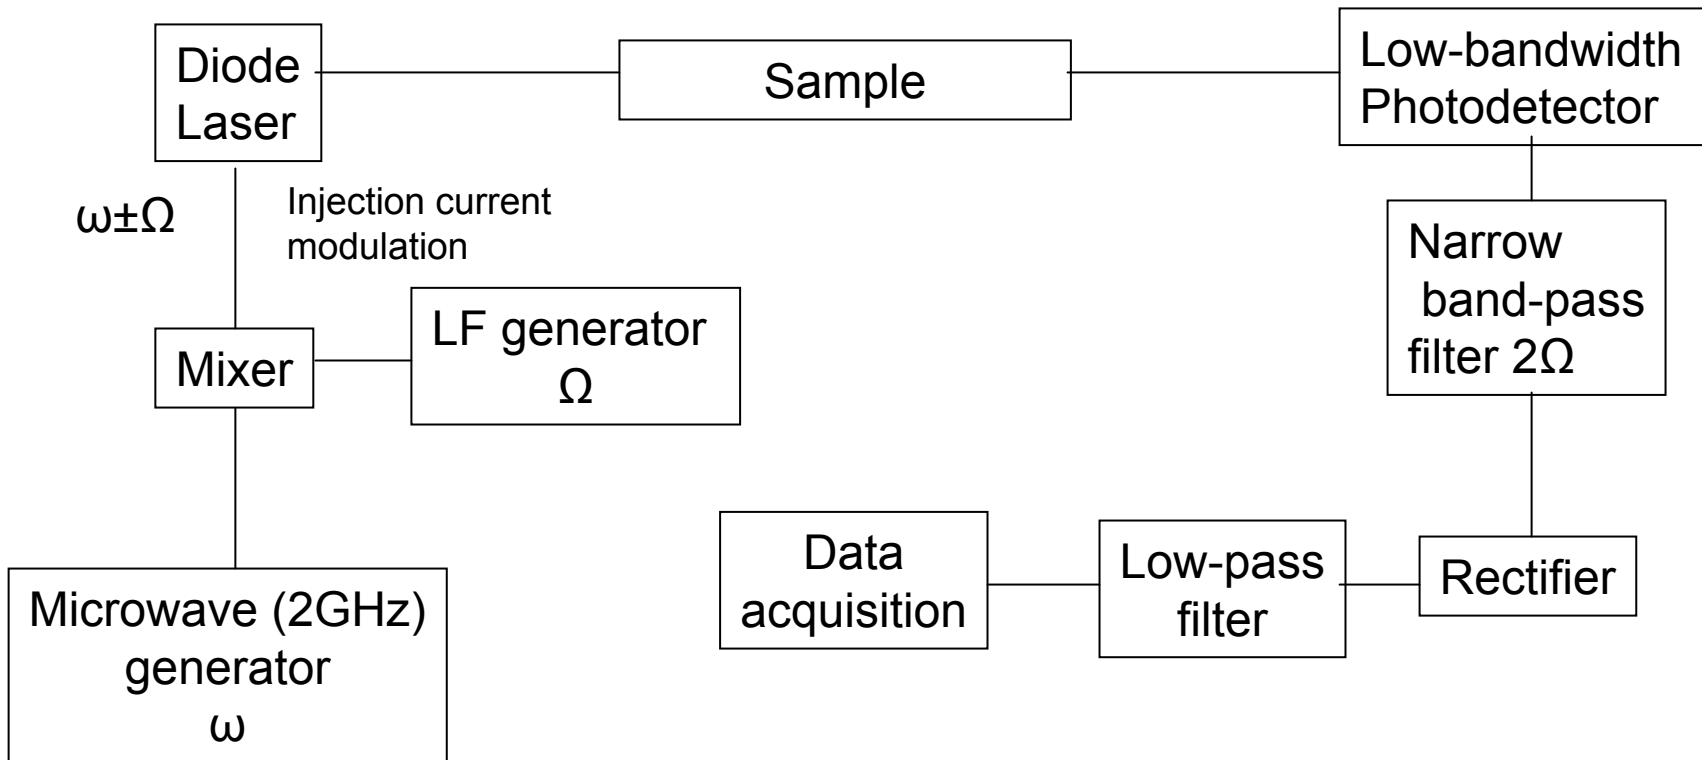 Diode
Laser
Sample
Low-bandwidth
Photodetector
ω±Ω
Injection current
modulation
Narrow
band-pass
filter 2Ω
LF generator
Ω
Mixer
Data
acquisition
Low-pass
filter
Rectifier
Microwave (2GHz)
generator
ω